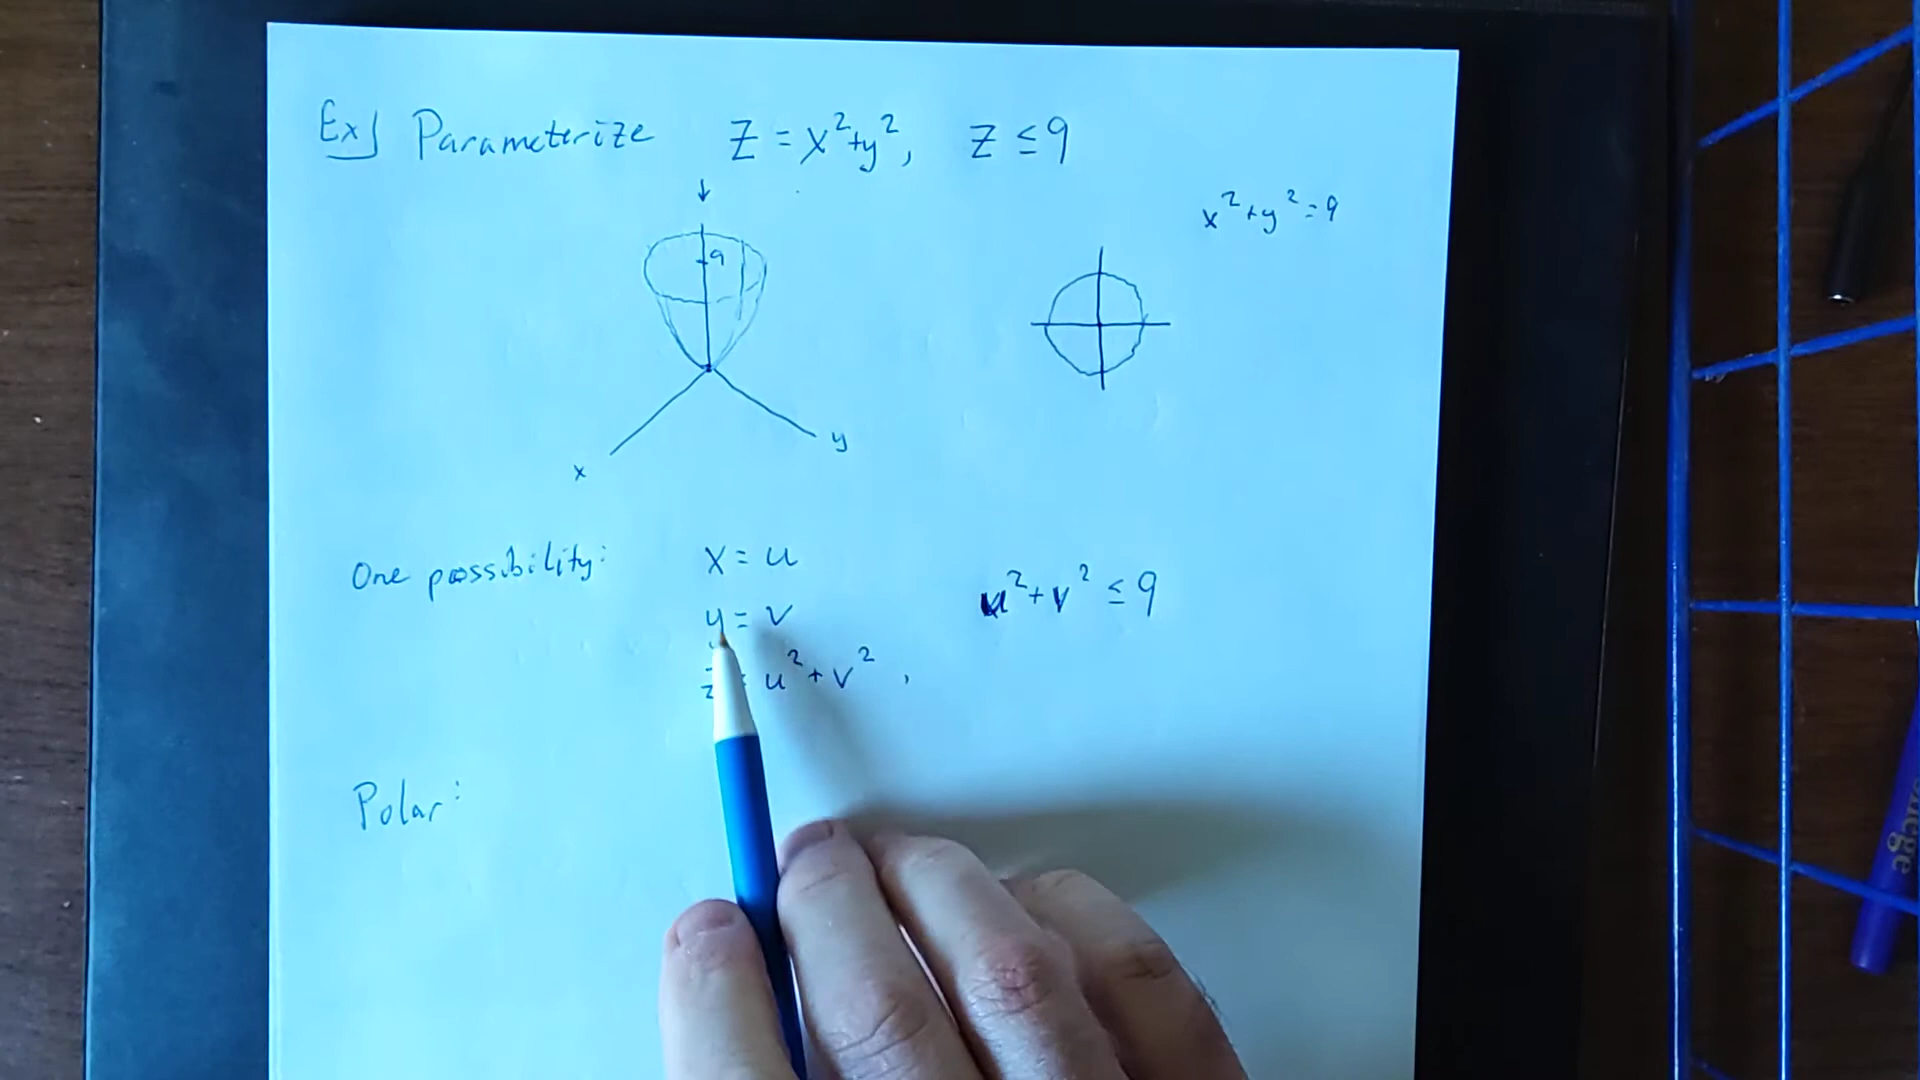 Ex] Parameterize z = x²+y², z ≤ 9
x²+y²=9
9
y
x
One possibility: x = u
y = v
u²+v² ≤ 9
z = u²+v² ,
Polar: